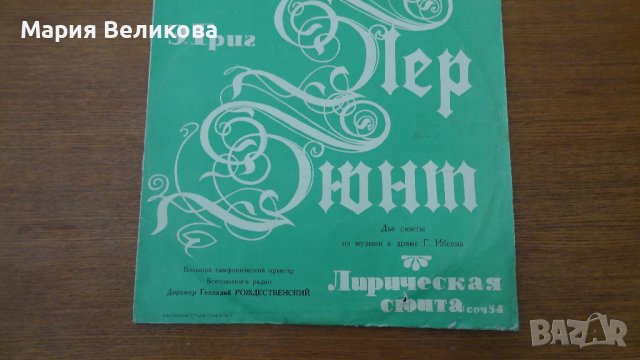 Мария Великова
Э. Григ
Пер
Гюнт
Две сюиты
из музыки к драме Г. Ибсена
Большой симфонический оркестр
Всесоюзного радио
Дирижер Геннадий РОЖДЕСТВЕНСКИЙ
Лирическая
сюита соч 54
bazar